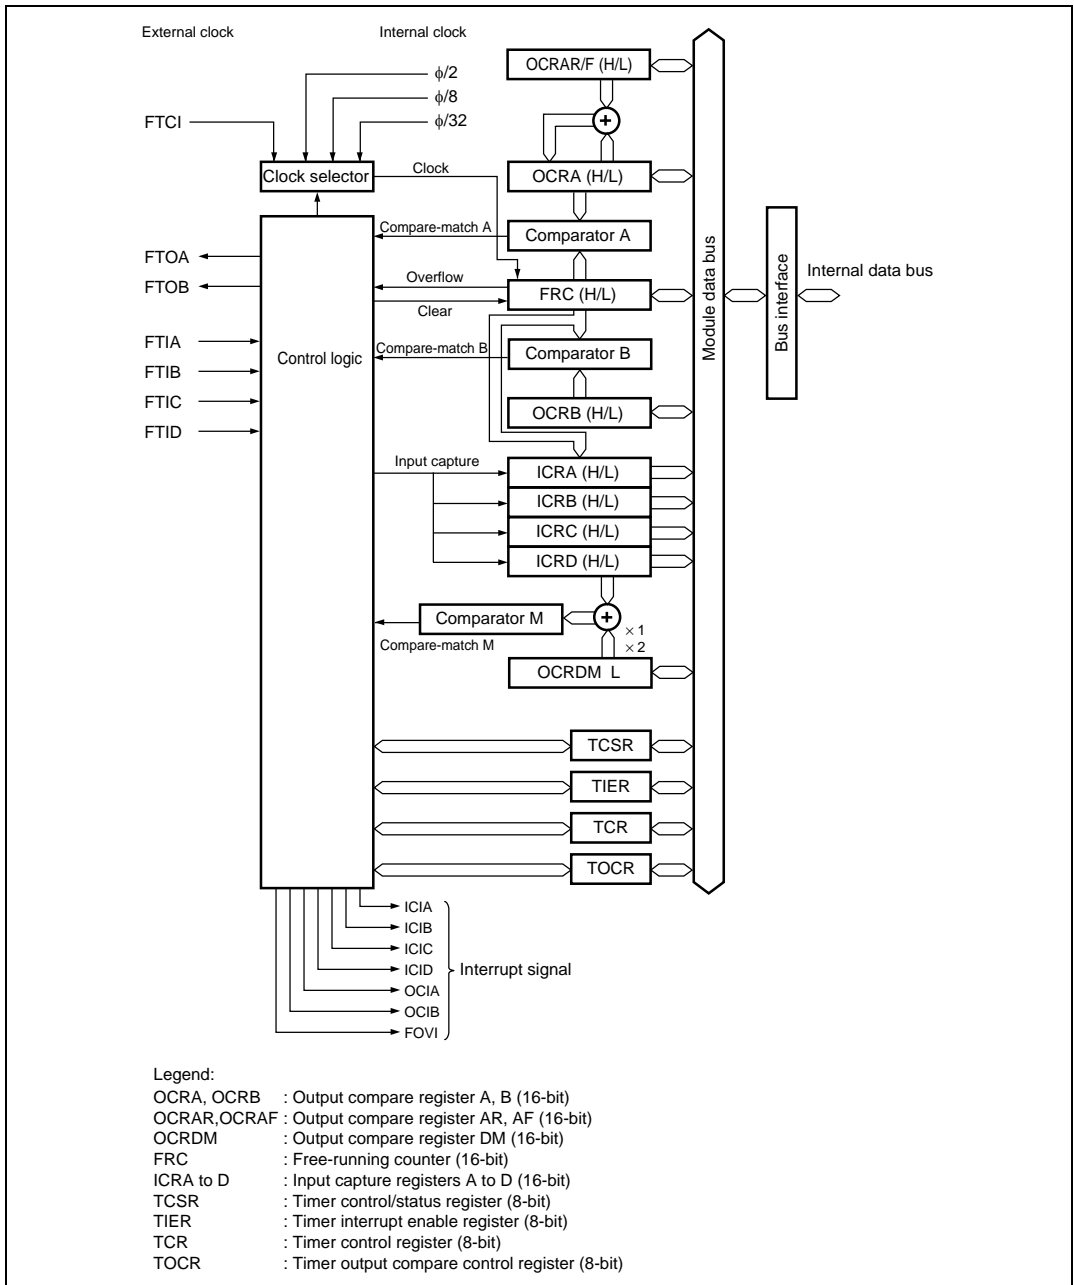 External clock
Internal clock
ϕ/2
ϕ/8
ϕ/32
FTCI
Clock selector
Clock
OCRAR/F (H/L)
+
OCRA (H/L)
Compare-match A
Comparator A
FTOA
FTOB
Overflow
FRC (H/L)
Clear
FTIA
FTIB
FTIC
FTID
Control logic
Compare-match B
Comparator B
OCRB (H/L)
Input capture
ICRA (H/L)
ICRB (H/L)
ICRC (H/L)
ICRD (H/L)
+
×1
×2
Comparator M
Compare-match M
OCRDM L
TCSR
TIER
TCR
TOCR
Module data bus
Bus interface
Internal data bus
ICIA
ICIB
ICIC
ICID
OCIA
OCIB
FOVI
Interrupt signal
Legend:
OCRA, OCRB : Output compare register A, B (16-bit)
OCRAR,OCRAF : Output compare register AR, AF (16-bit)
OCRDM : Output compare register DM (16-bit)
FRC : Free-running counter (16-bit)
ICRA to D : Input capture registers A to D (16-bit)
TCSR : Timer control/status register (8-bit)
TIER : Timer interrupt enable register (8-bit)
TCR : Timer control register (8-bit)
TOCR : Timer output compare control register (8-bit)